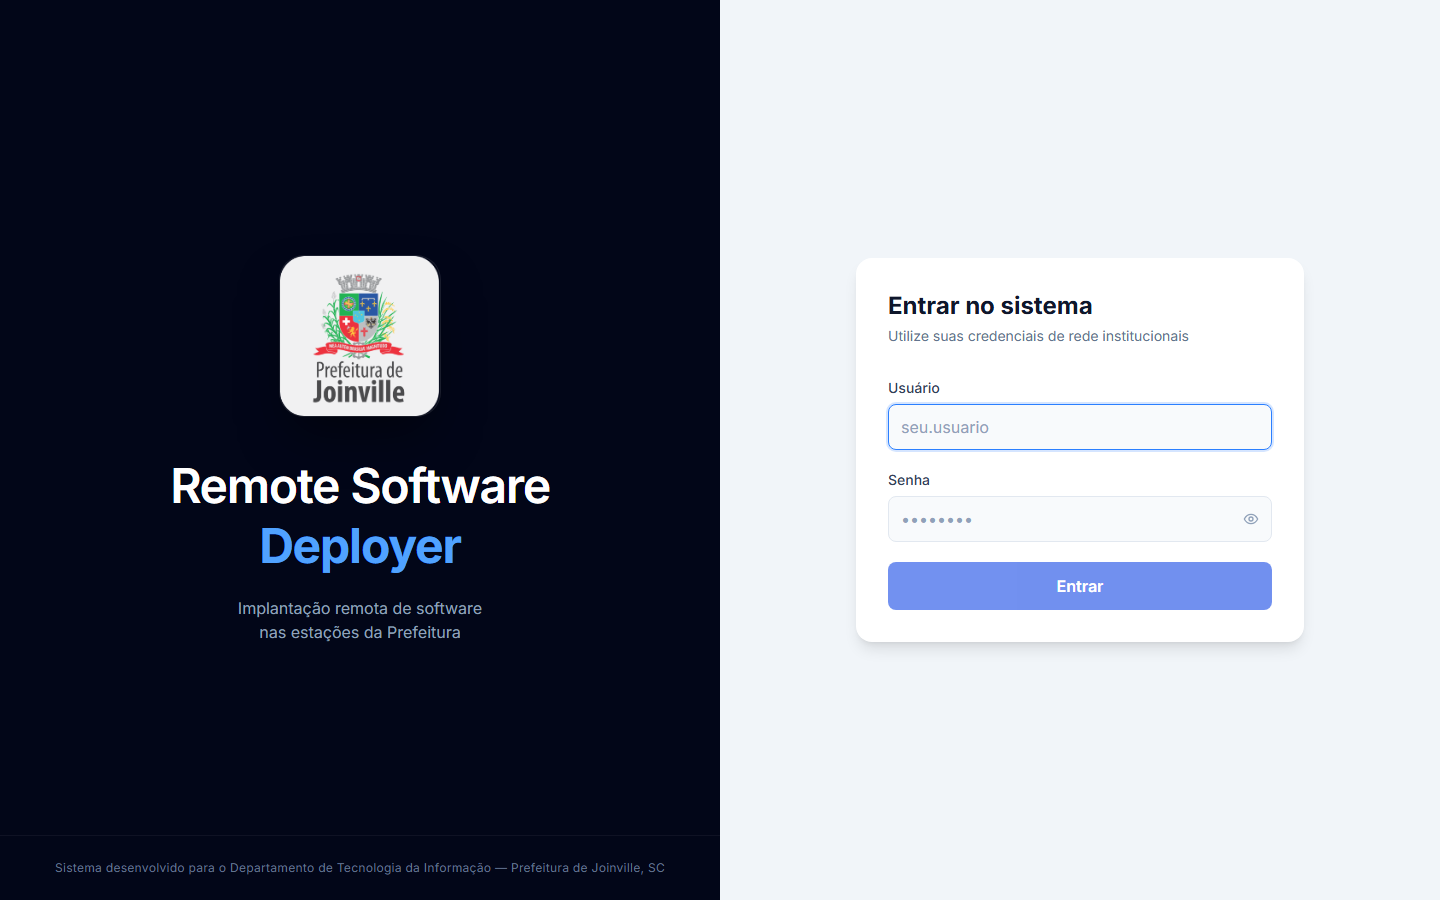 Prefeitura de
Joinville
Remote Software
Deployer
Implantação remota de software
nas estações da Prefeitura
Sistema desenvolvido para o Departamento de Tecnologia da Informação — Prefeitura de Joinville, SC
Entrar no sistema
Utilize suas credenciais de rede institucionais
Usuário
seu.usuario
Senha
••••••••
Entrar